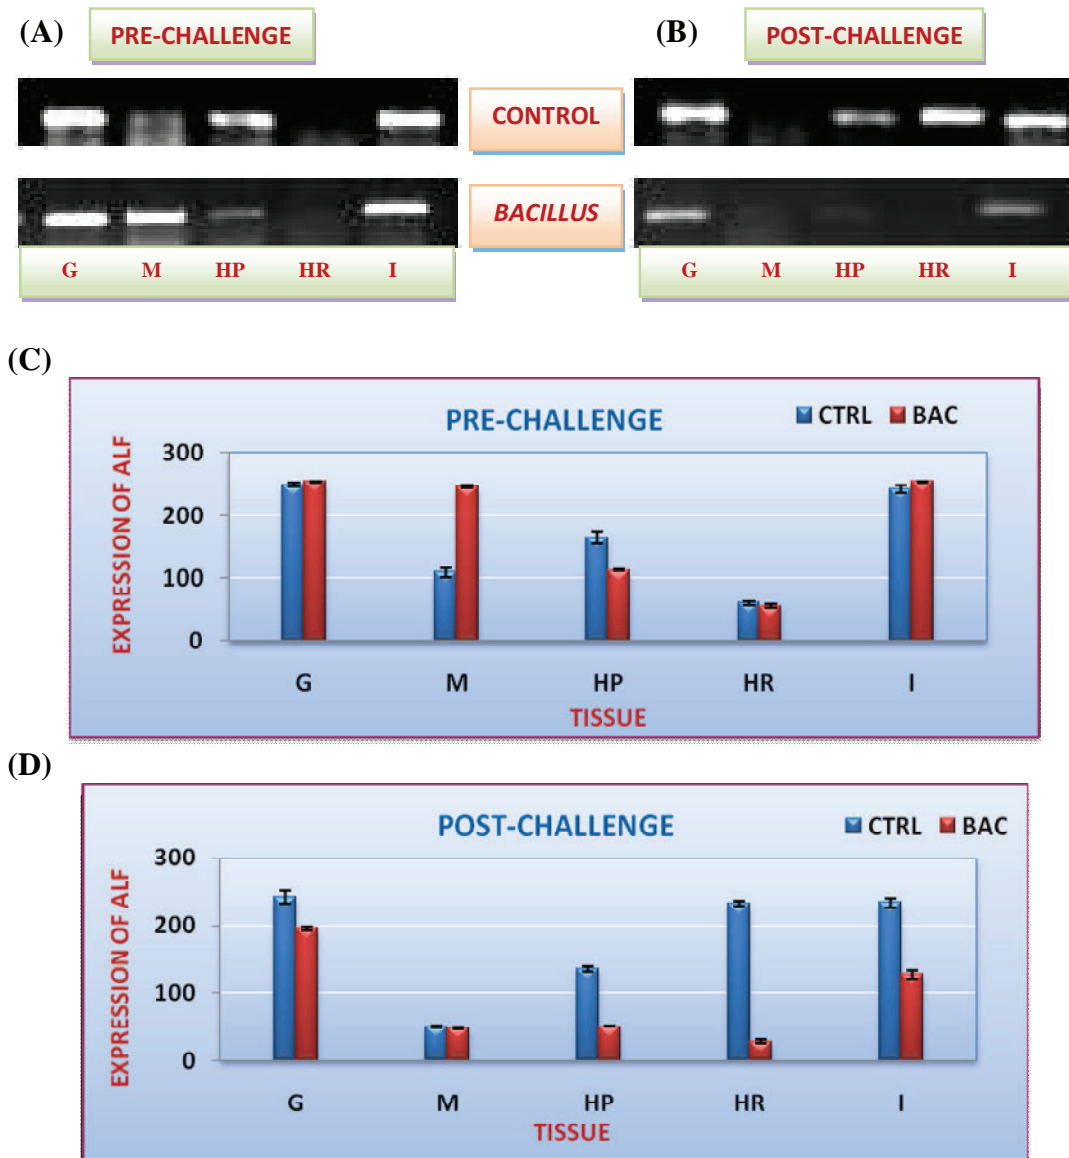 (A) PRE-CHALLENGE (B) POST-CHALLENGE
CONTROL
BACILLUS
G M HP HR I G M HP HR I
(C)
PRE-CHALLENGE
CTRL BAC
EXPRESSION OF ALF
300
200
100
0
G M HP HR I
TISSUE
(D)
POST-CHALLENGE
CTRL BAC
EXPRESSION OF ALF
300
200
100
0
G M HP HR I
TISSUE